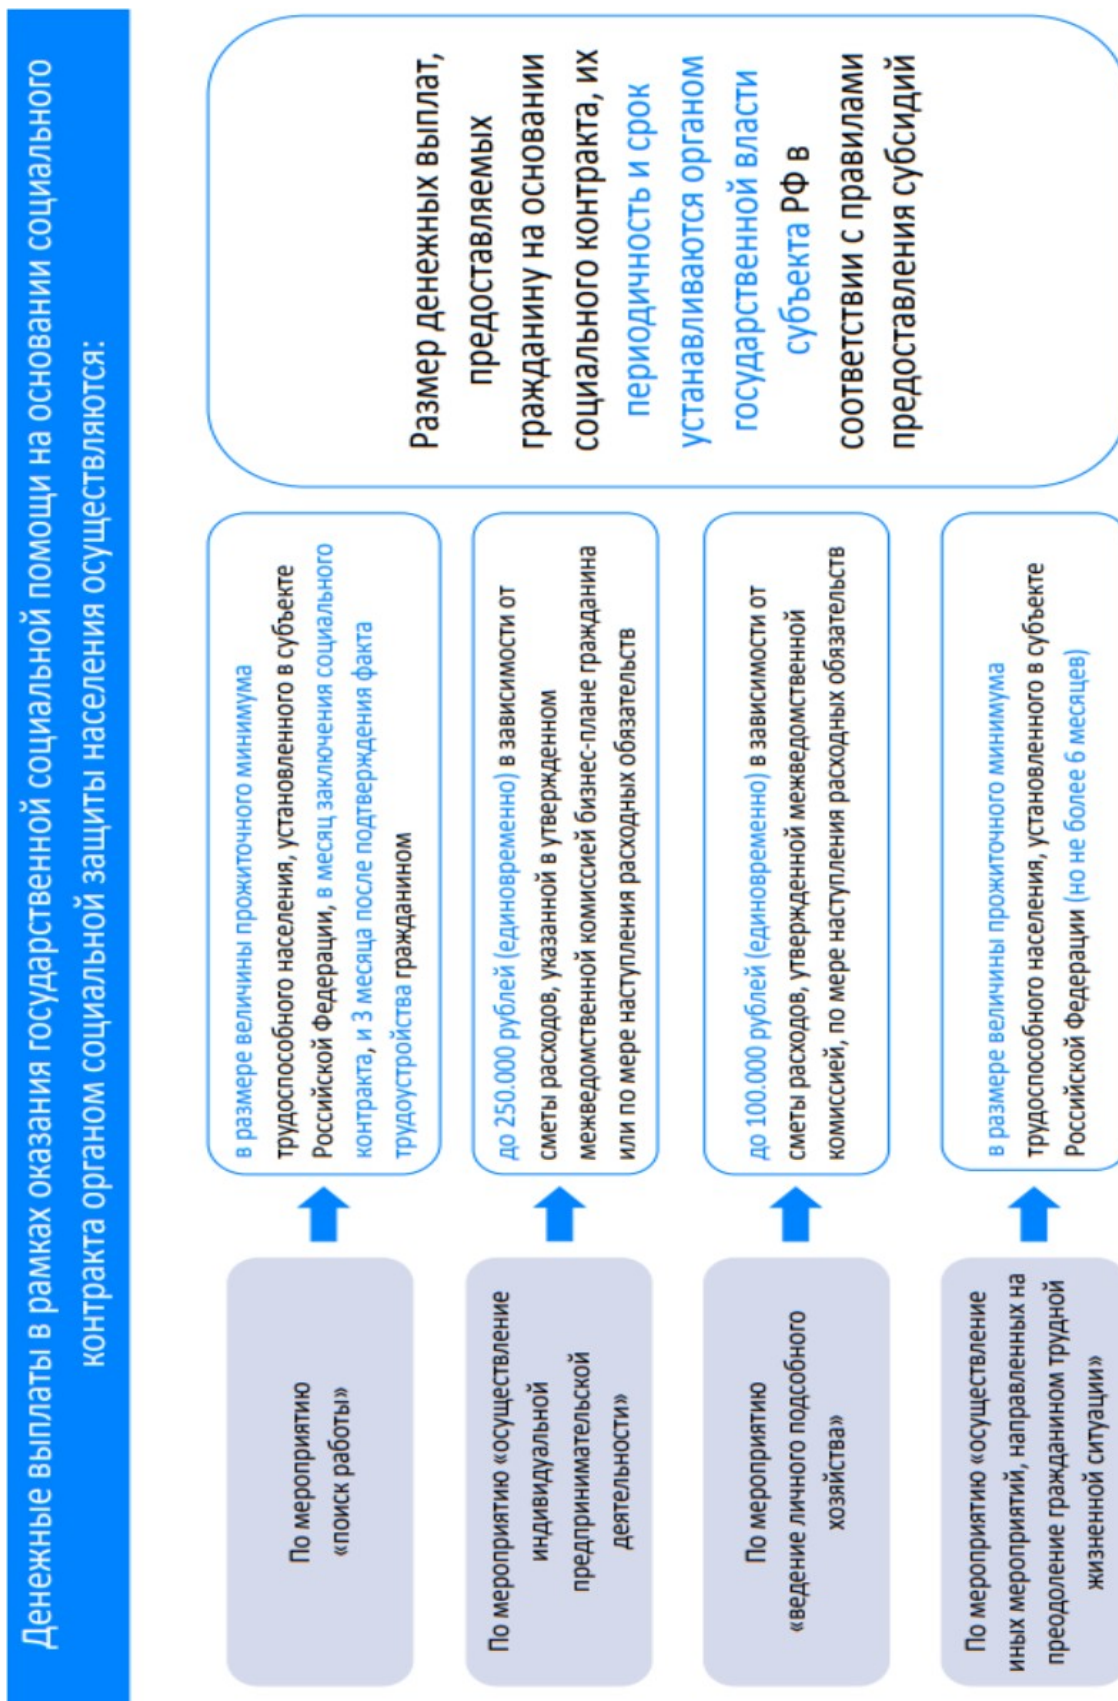 Денежные выплаты в рамках оказания государственной социальной помощи на основании социального
контракта органом социальной защиты населения осуществляются:
По мероприятию
«поиск работы»
в размере величины прожиточного минимума
трудоспособного населения, установленного в субъекте
Российской Федерации, в месяц заключения социального
контракта, и 3 месяца после подтверждения факта
трудоустройства гражданином
По мероприятию «осуществление
индивидуальной
предпринимательской
деятельности»
до 250.000 рублей (единовременно) в зависимости от
сметы расходов, указанной в утвержденном
межведомственной комиссией бизнес-плане гражданина
или по мере наступления расходных обязательств
По мероприятию
«ведение личного подсобного
хозяйства»
до 100.000 рублей (единовременно) в зависимости от
сметы расходов, утвержденной межведомственной
комиссией, по мере наступления расходных обязательств
По мероприятию «осуществление
иных мероприятий, направленных на
преодоление гражданином трудной
жизненной ситуации»
в размере величины прожиточного минимума
трудоспособного населения, установленного в субъекте
Российской Федерации (но не более 6 месяцев)
Размер денежных выплат,
предоставляемых
гражданину на основании
социального контракта, их
периодичность и срок
устанавливаются органом
государственной власти
субъекта РФ в
соответствии с правилами
предоставления субсидий